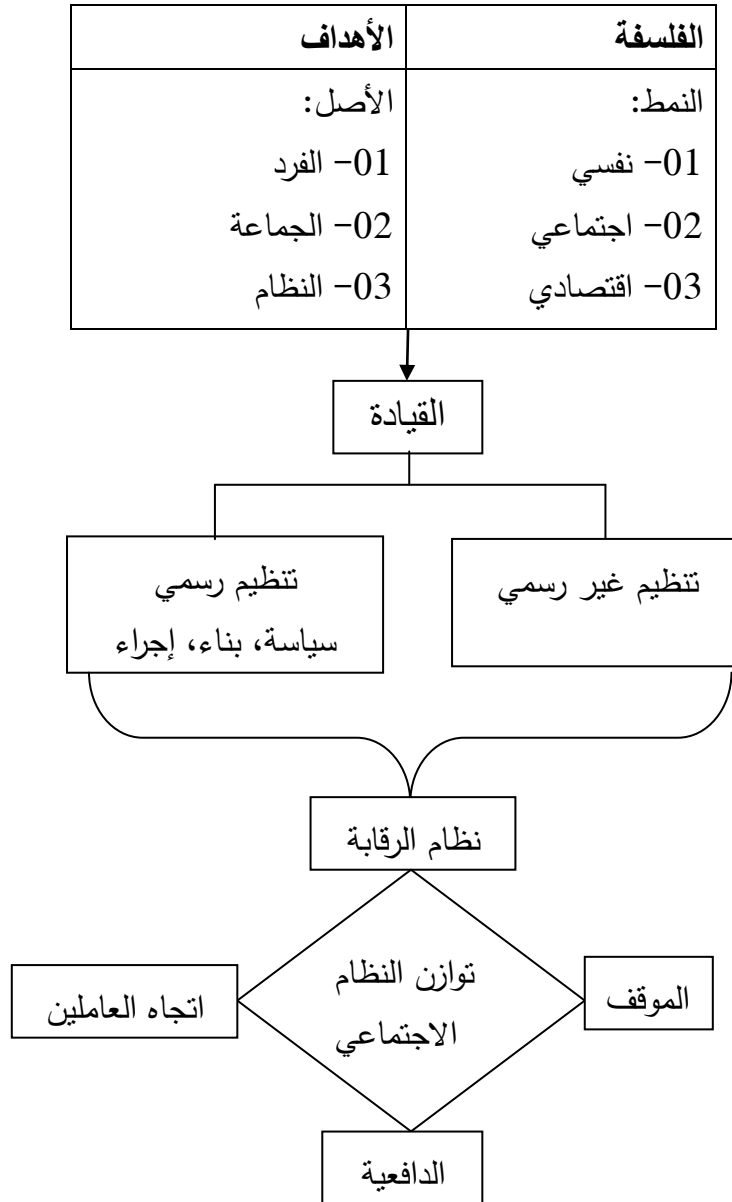 الفلسفة
الأهداف
النمط:
01- نفسي
02- اجتماعي
03- اقتصادي
الأصل:
01- الفرد
02- الجماعة
03- النظام
القيادة
تنظيم غير رسمي
تنظيم رسمي
سياسة، بناء، إجراء
نظام الرقابة
الموقف
توازن النظام
الاجتماعي
اتجاه العاملين
الدافعية